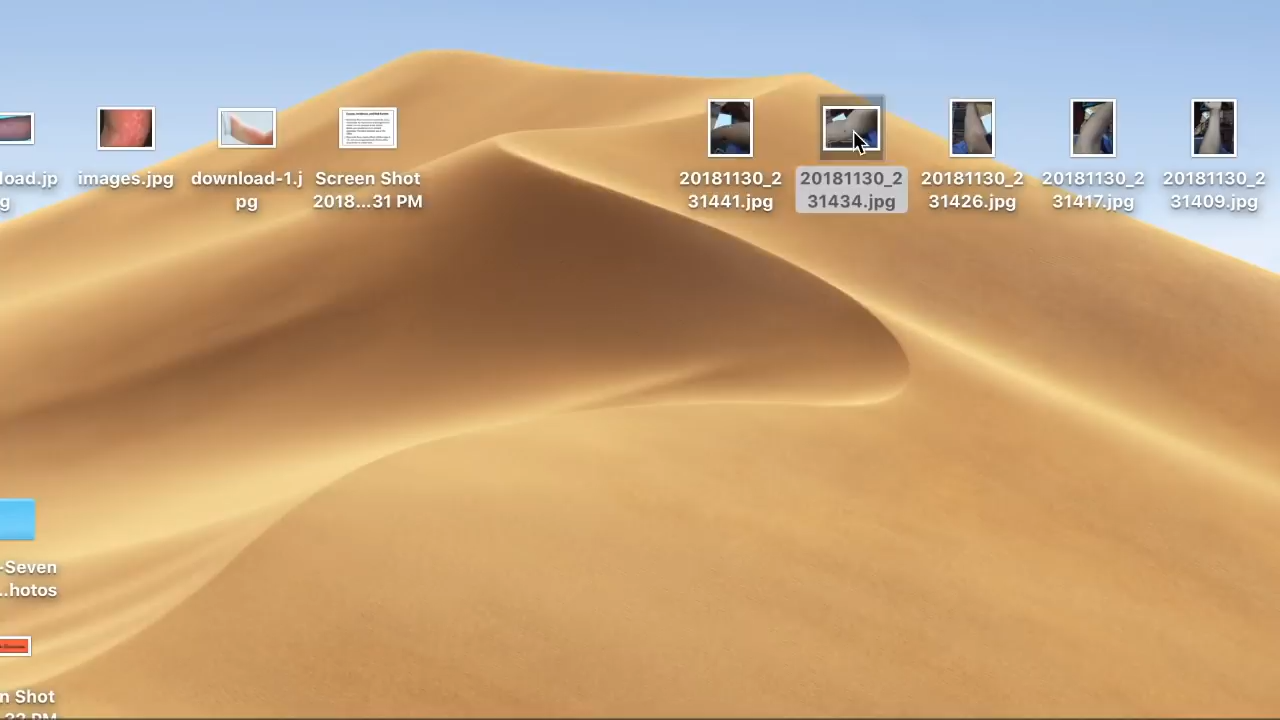 load.jp
g
images.jpg
download-1.j
pg
Screen Shot
2018...31 PM
20181130_2
31441.jpg
20181130_2
31434.jpg
20181130_2
31426.jpg
20181130_2
31417.jpg
20181130_2
31409.jpg
-Seven
...hotos
n Shot